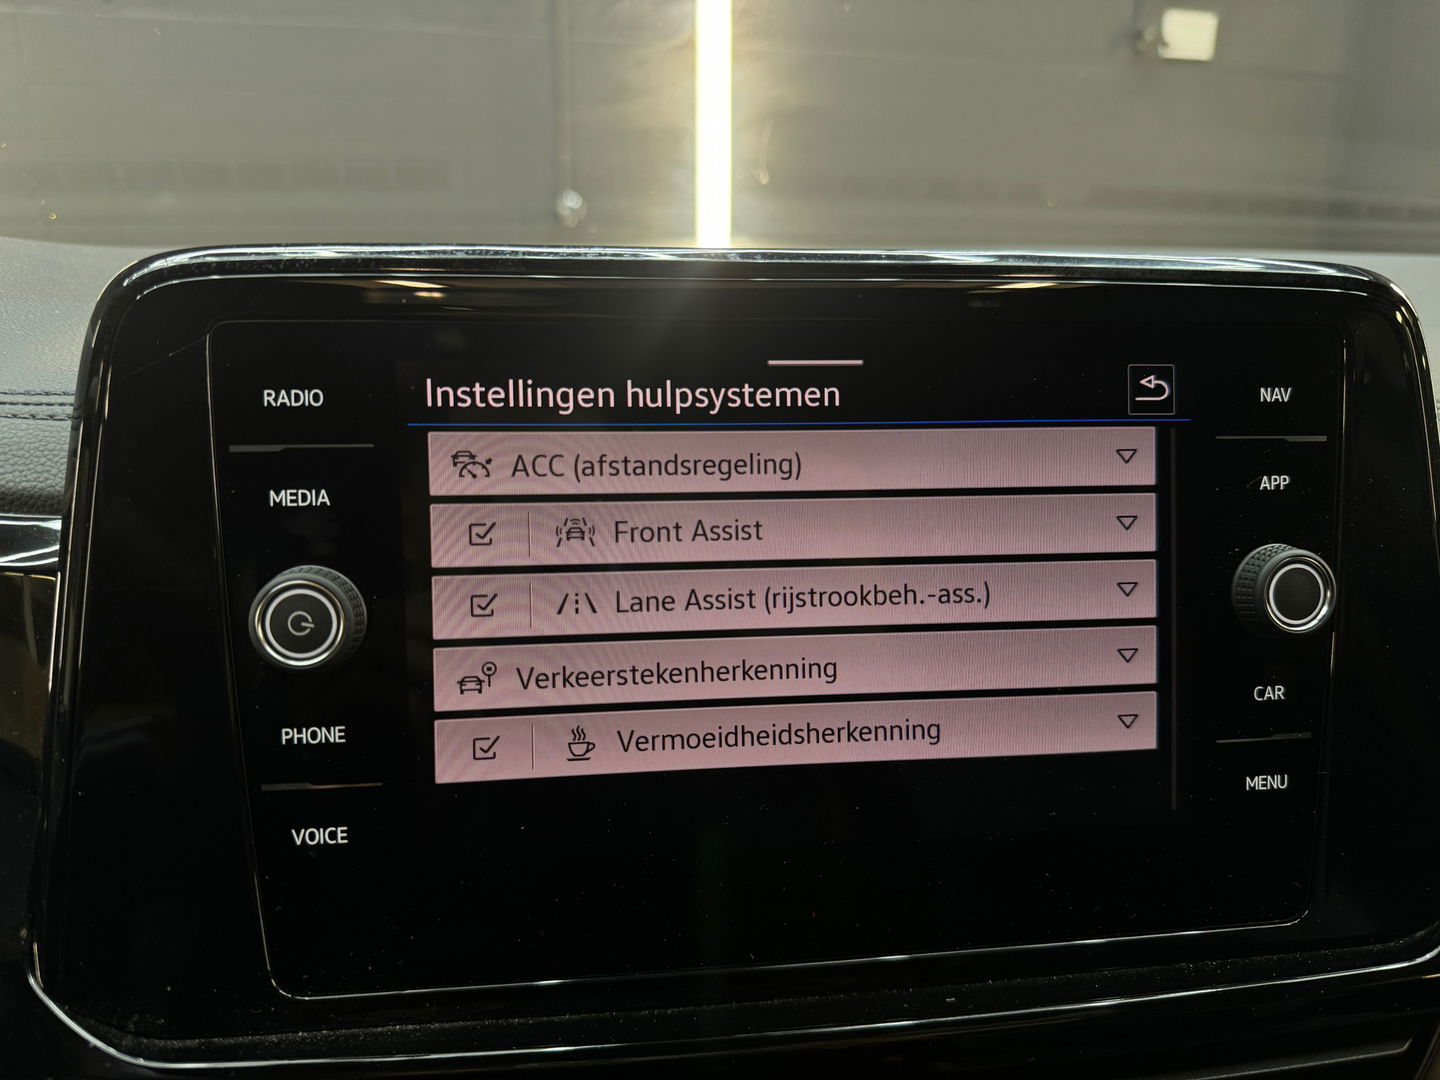 RADIO
MEDIA
PHONE
VOICE
Instellingen hulpsystemen
ACC (afstandsregeling)
Front Assist
Lane Assist (rijstrookbeh.-ass.)
Verkeerstekenherkenning
Vermoeidheidsherkenning
NAV
APP
CAR
MENU